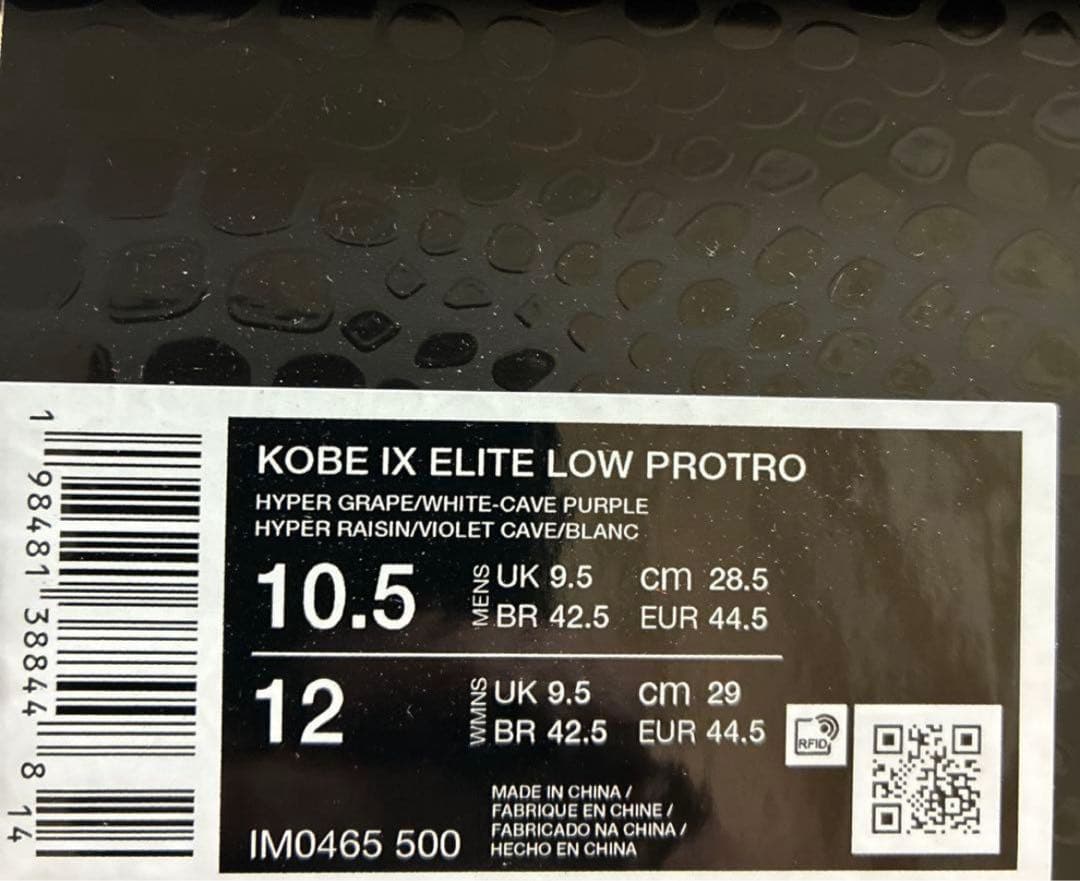 KOBE IX ELITE LOW PROTRO
HYPER GRAPE/WHITE-CAVE PURPLE
HYPER RAISIN/VIOLET CAVE/BLANC
10.5 MENS UK 9.5 cm 28.5
BR 42.5 EUR 44.5
12 WMNS UK 9.5 cm 29
BR 42.5 EUR 44.5
RFID
MADE IN CHINA /
FABRIQUE EN CHINE /
FABRICADO NA CHINA /
HECHO EN CHINA
IM0465 500
1 98481 38844 8 14